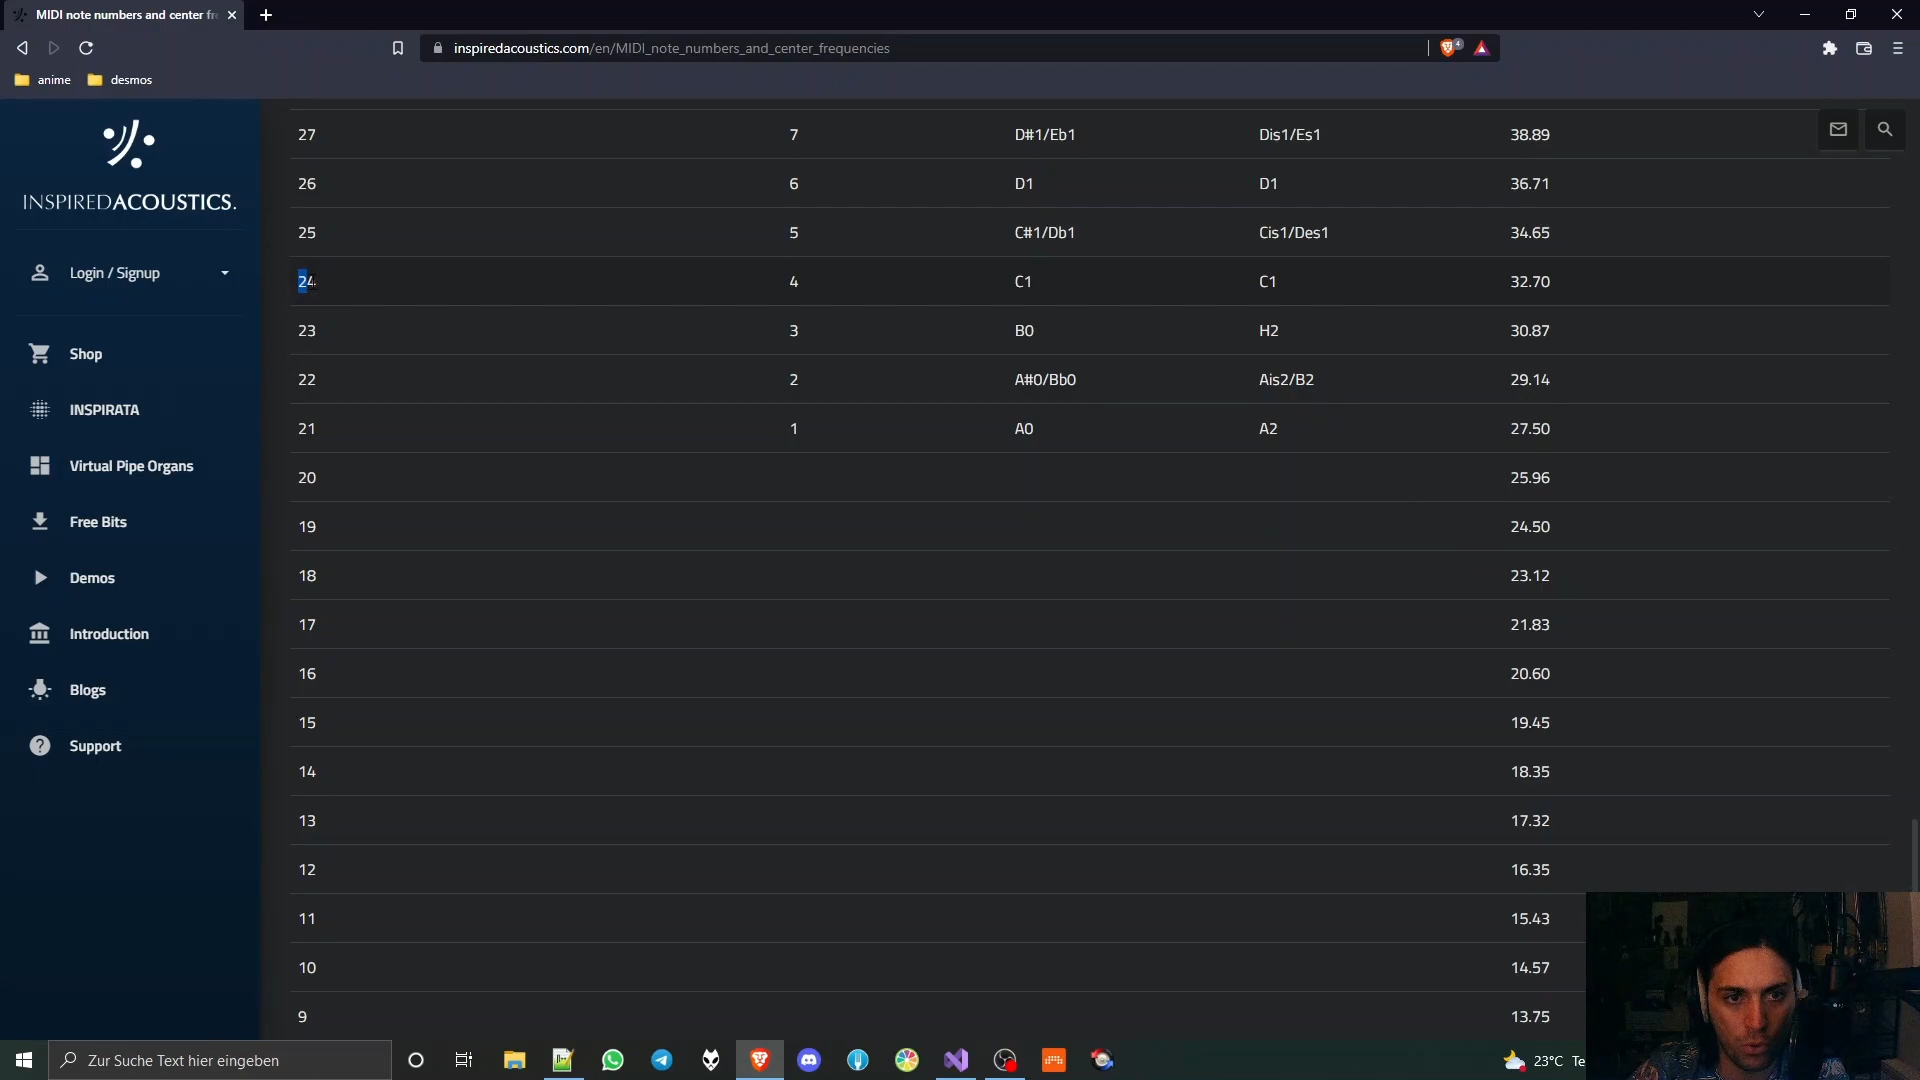 MIDI note numbers and center fr
inspiredacoustics.com/en/MIDI_note_numbers_and_center_frequencies
4
anime desmos
INSPIREDACOUSTICS.
Login / Signup
Shop
INSPIRATA
Virtual Pipe Organs
Free Bits
Demos
Introduction
Blogs
Support
27 7 D#1/Eb1 Dis1/Es1 38.89
26 6 D1 D1 36.71
25 5 C#1/Db1 Cis1/Des1 34.65
24 4 C1 C1 32.70
23 3 B0 H2 30.87
22 2 A#0/Bb0 Ais2/B2 29.14
21 1 A0 A2 27.50
20 25.96
19 24.50
18 23.12
17 21.83
16 20.60
15 19.45
14 18.35
13 17.32
12 16.35
11 15.43
10 14.57
9 13.75
Zur Suche Text hier eingeben
23°C Te